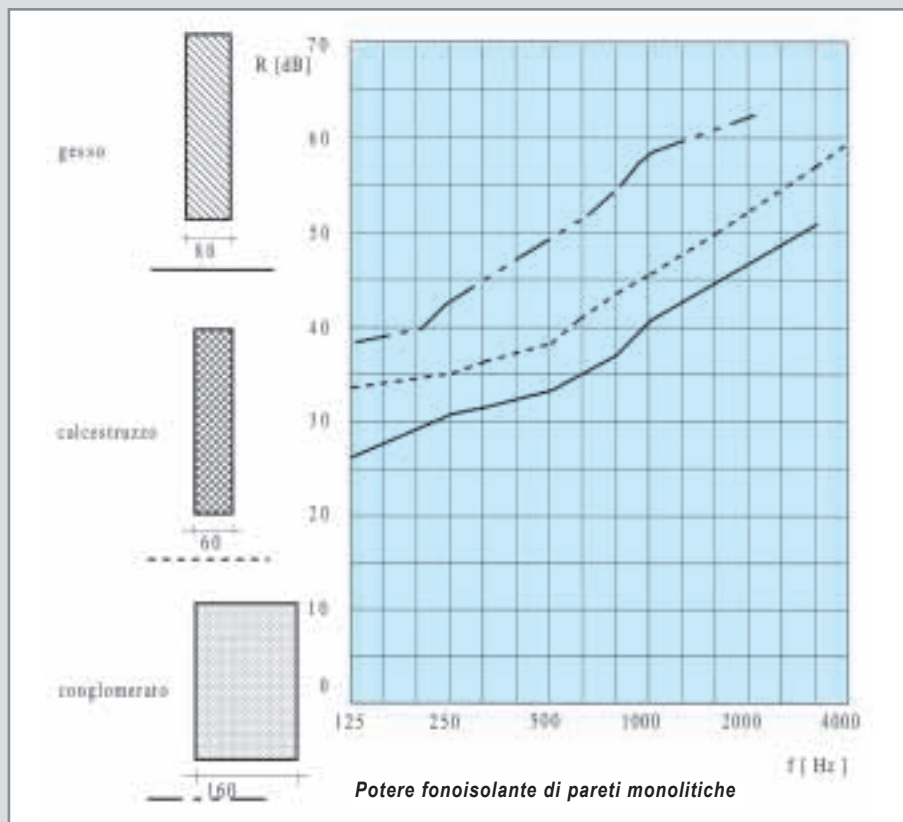 R [dB]
70
60
50
40
30
20
10
0
gesso
80
calcestruzzo
60
conglomerato
160
125 250 500 1000 2000 4000
f [ Hz ]
Potere fonoisolante di pareti monolitiche